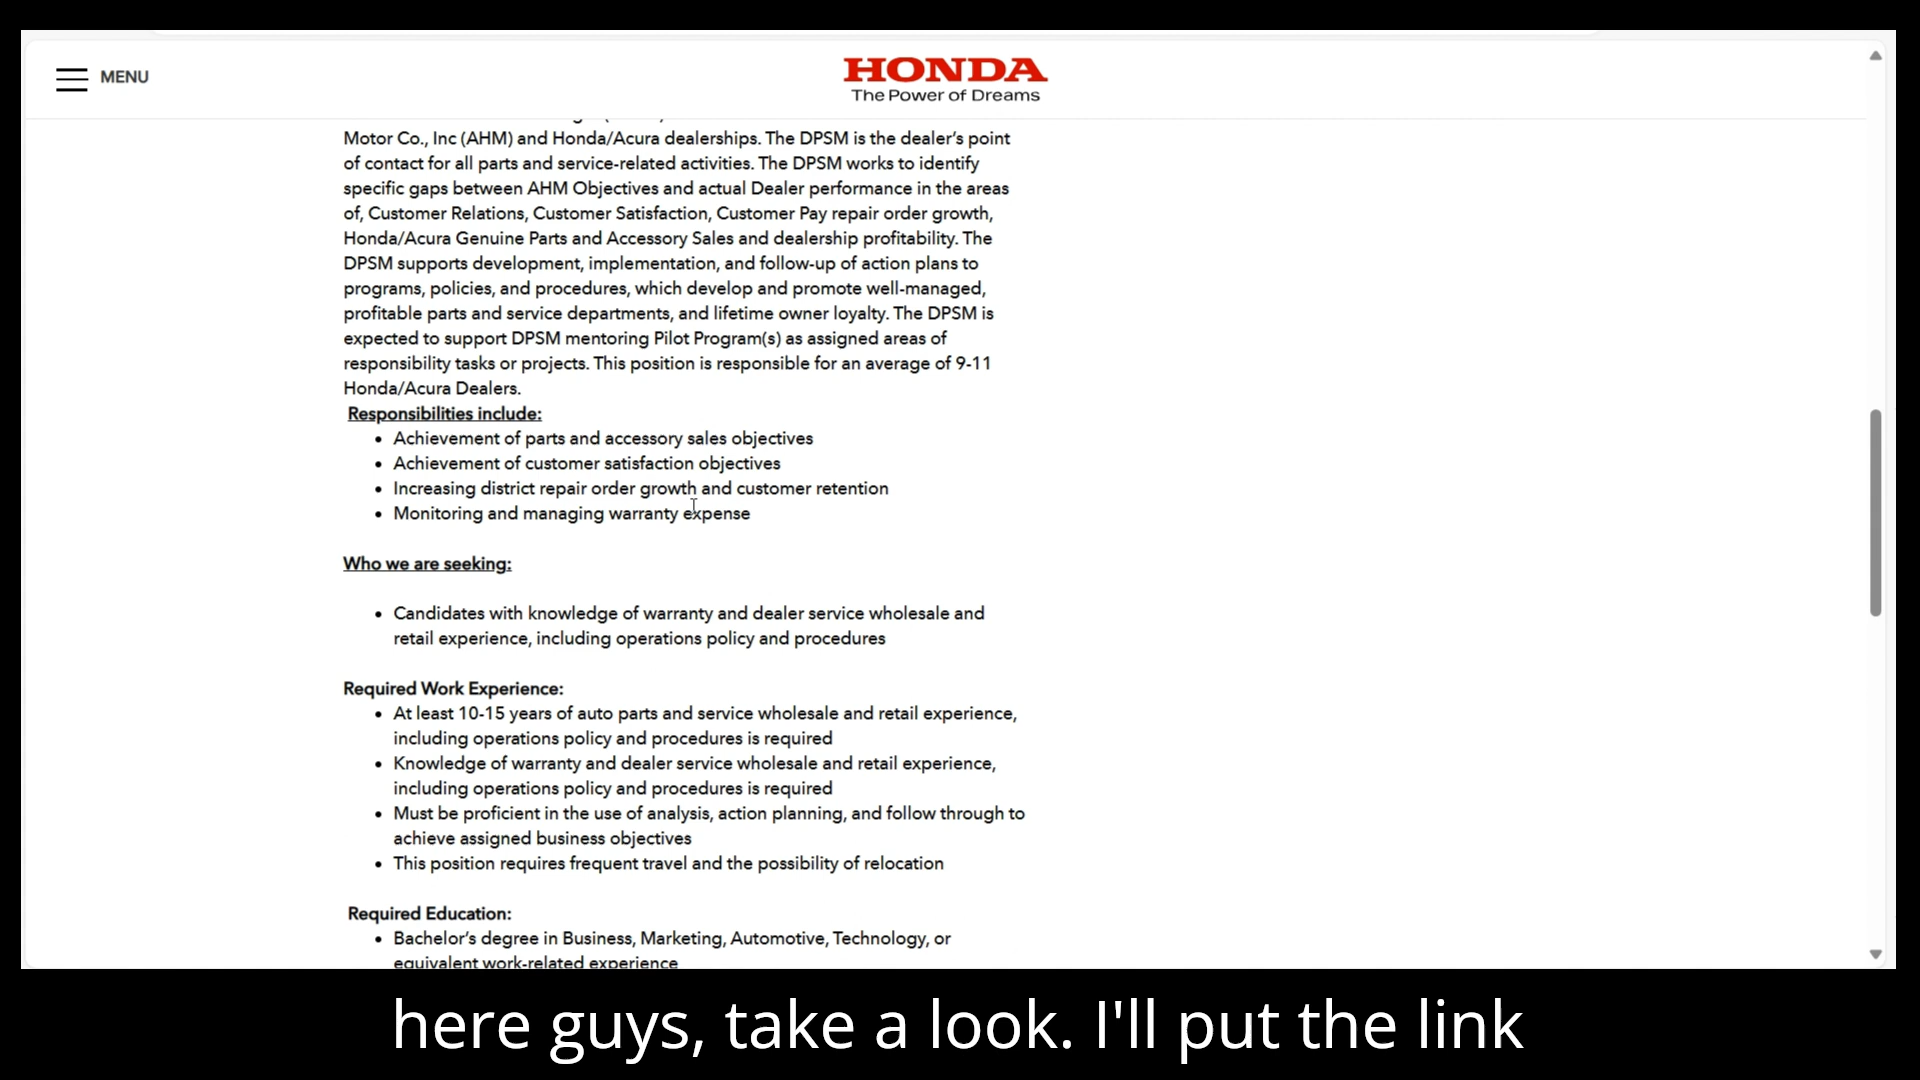 MENU
HONDA
The Power of Dreams
Motor Co., Inc (AHM) and Honda/Acura dealerships. The DPSM is the dealer’s point
of contact for all parts and service-related activities. The DPSM works to identify
specific gaps between AHM Objectives and actual Dealer performance in the areas
of, Customer Relations, Customer Satisfaction, Customer Pay repair order growth,
Honda/Acura Genuine Parts and Accessory Sales and dealership profitability. The
DPSM supports development, implementation, and follow-up of action plans to
programs, policies, and procedures, which develop and promote well-managed,
profitable parts and service departments, and lifetime owner loyalty. The DPSM is
expected to support DPSM mentoring Pilot Program(s) as assigned areas of
responsibility tasks or projects. This position is responsible for an average of 9-11
Honda/Acura Dealers.
Responsibilities include:
• Achievement of parts and accessory sales objectives
• Achievement of customer satisfaction objectives
• Increasing district repair order growth and customer retention
• Monitoring and managing warranty expense
Who we are seeking:
• Candidates with knowledge of warranty and dealer service wholesale and
retail experience, including operations policy and procedures
Required Work Experience:
• At least 10-15 years of auto parts and service wholesale and retail experience,
including operations policy and procedures is required
• Knowledge of warranty and dealer service wholesale and retail experience,
including operations policy and procedures is required
• Must be proficient in the use of analysis, action planning, and follow through to
achieve assigned business objectives
• This position requires frequent travel and the possibility of relocation
Required Education:
• Bachelor’s degree in Business, Marketing, Automotive, Technology, or
equivalent work-related experience
here guys, take a look. I'll put the link